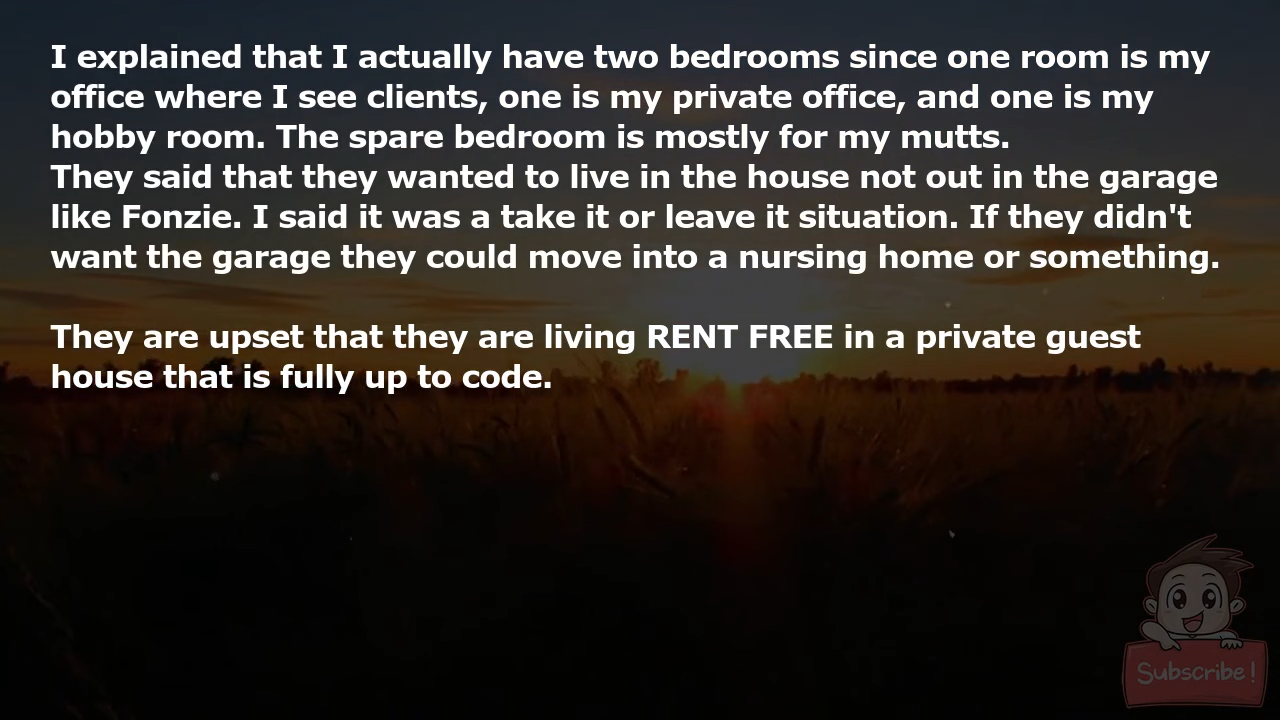 I explained that I actually have two bedrooms since one room is my
office where I see clients, one is my private office, and one is my
hobby room. The spare bedroom is mostly for my mutts.
They said that they wanted to live in the house not out in the garage
like Fonzie. I said it was a take it or leave it situation. If they didn't
want the garage they could move into a nursing home or something.
They are upset that they are living RENT FREE in a private guest
house that is fully up to code.
Subscribe!